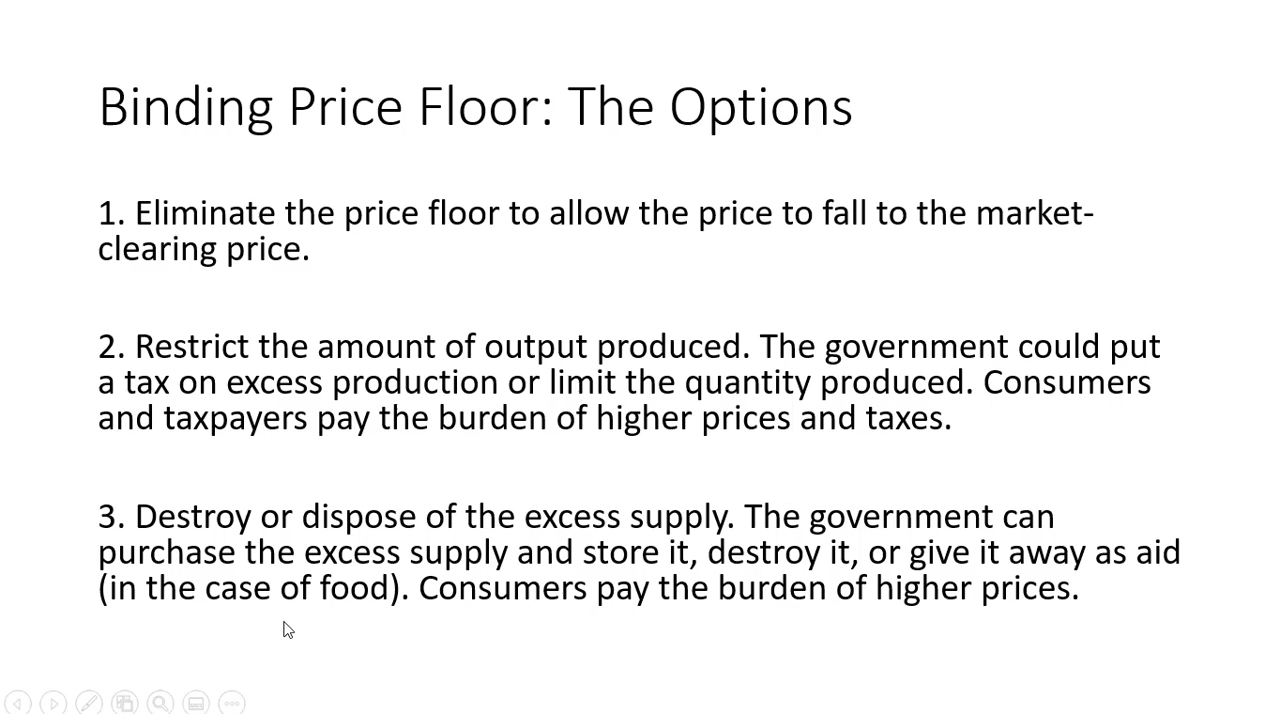 Binding Price Floor: The Options
1. Eliminate the price floor to allow the price to fall to the market-
clearing price.
2. Restrict the amount of output produced. The government could put
a tax on excess production or limit the quantity produced. Consumers
and taxpayers pay the burden of higher prices and taxes.
3. Destroy or dispose of the excess supply. The government can
purchase the excess supply and store it, destroy it, or give it away as aid
(in the case of food). Consumers pay the burden of higher prices.